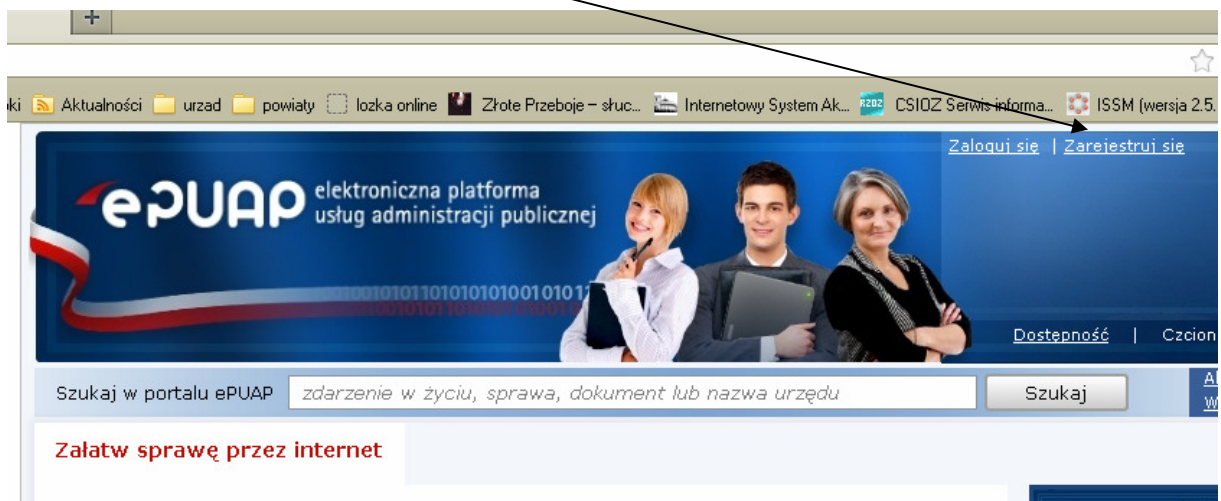 +
ki Aktualności urzad powiaty lozka online Złote Przeboje – słuc... Internetowy System Ak... CSIOZ Serwis informa... ISSM (wersja 2.5.
Zaloguj się | Zarejestruj się
ePUAP elektroniczna platforma
usług administracji publicznej
Dostępność | Czcion
Szukaj w portalu ePUAP zdarzenie w życiu, sprawa, dokument lub nazwa urzędu Szukaj
Załatw sprawę przez internet